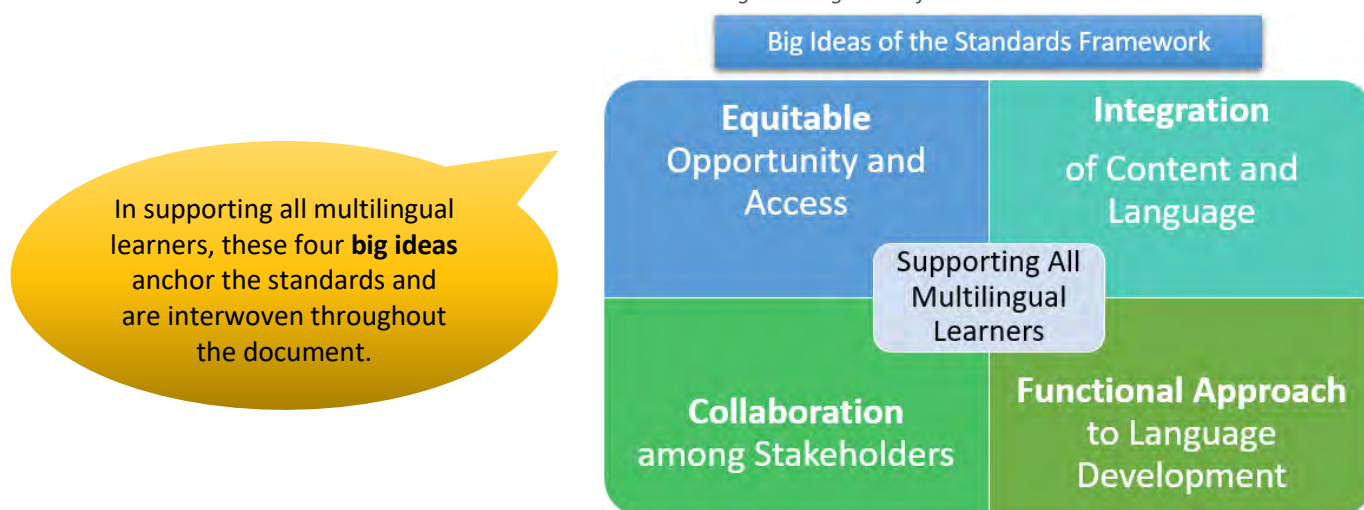 Big Ideas of the Standards Framework
In supporting all multilingual
learners, these four big ideas
anchor the standards and
are interwoven throughout
the document.
Equitable
Opportunity and
Access
Integration
of Content and
Language
Supporting All
Multilingual
Learners
Collaboration
among Stakeholders
Functional Approach
to Language
Development